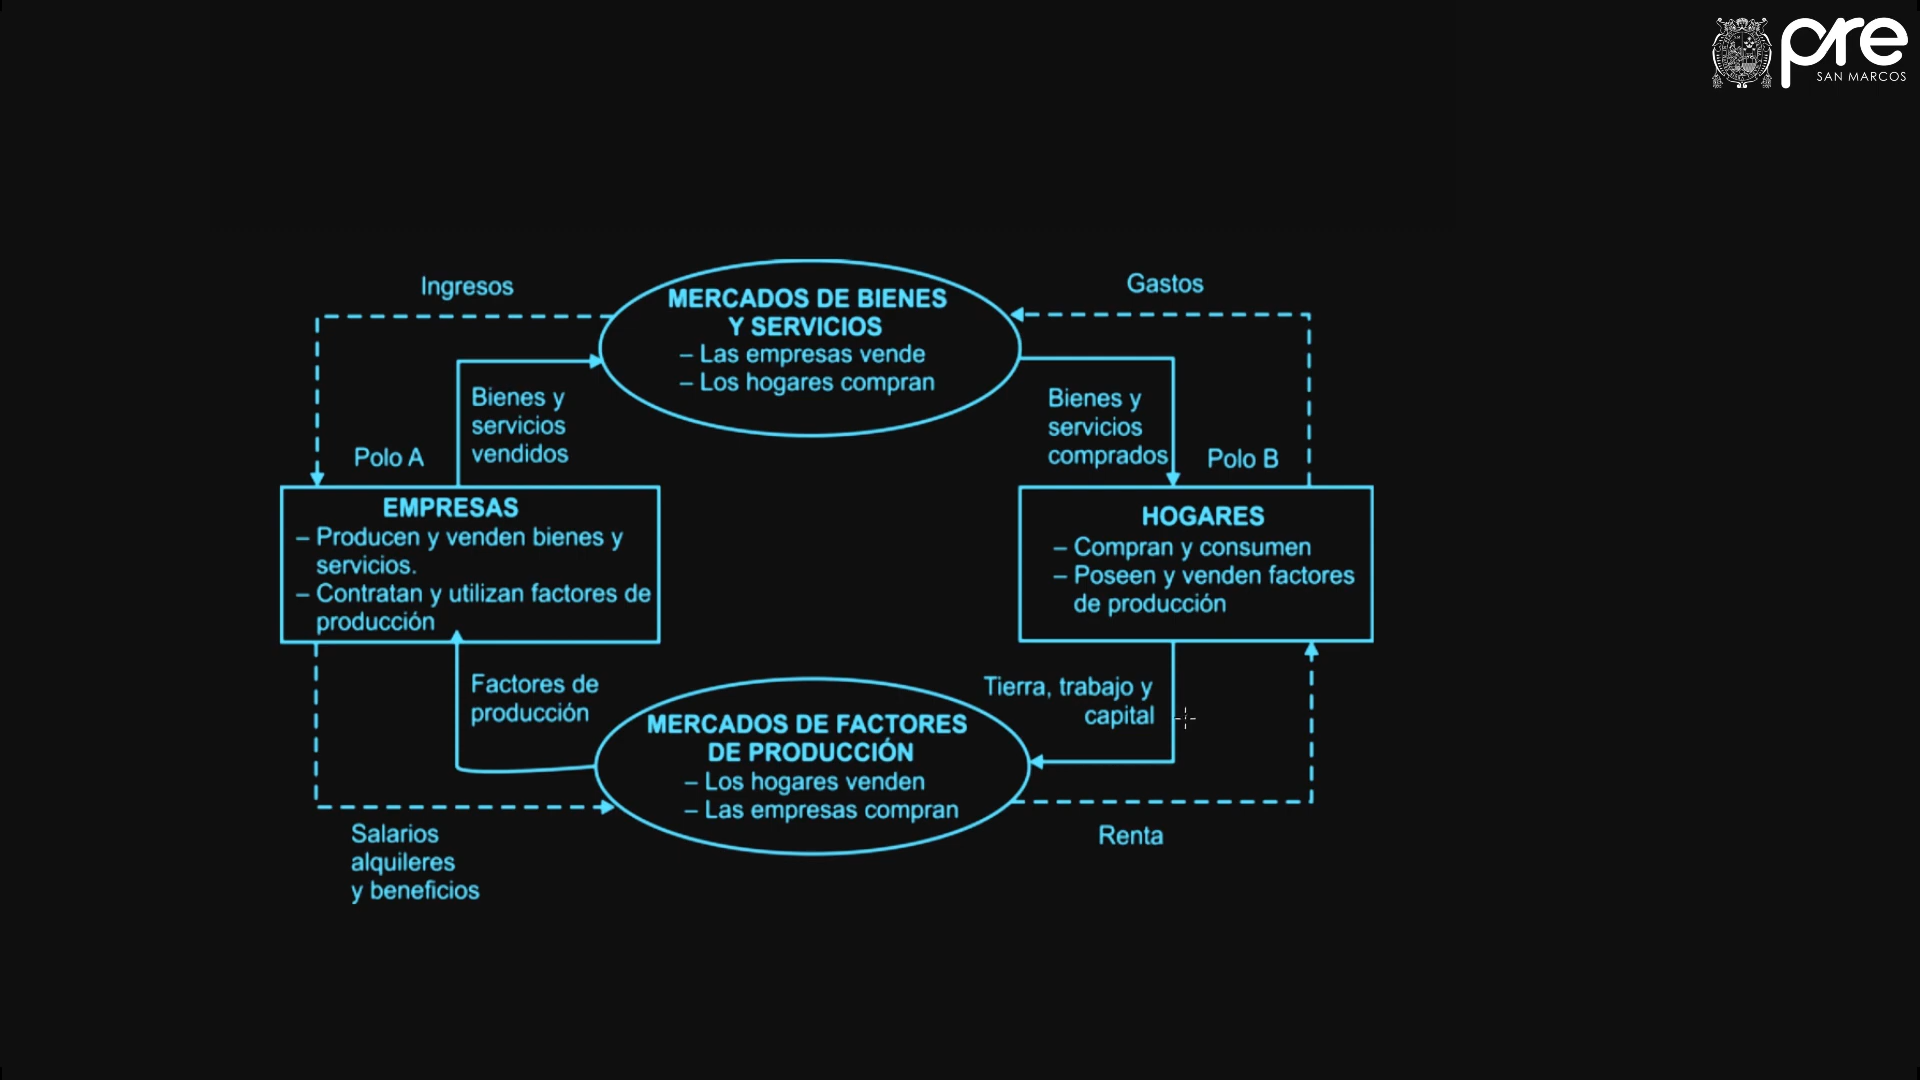 pre
SAN MARCOS
Ingresos
MERCADOS DE BIENES
Y SERVICIOS
– Las empresas vende
– Los hogares compran
Gastos
Bienes y
servicios
vendidos
Bienes y
servicios
comprados
Polo A
Polo B
EMPRESAS
– Producen y venden bienes y
servicios.
– Contratan y utilizan factores de
producción
HOGARES
– Compran y consumen
– Poseen y venden factores
de producción
Factores de
producción
Tierra, trabajo y
capital
MERCADOS DE FACTORES
DE PRODUCCIÓN
– Los hogares venden
– Las empresas compran
Salarios
alquileres
y beneficios
Renta